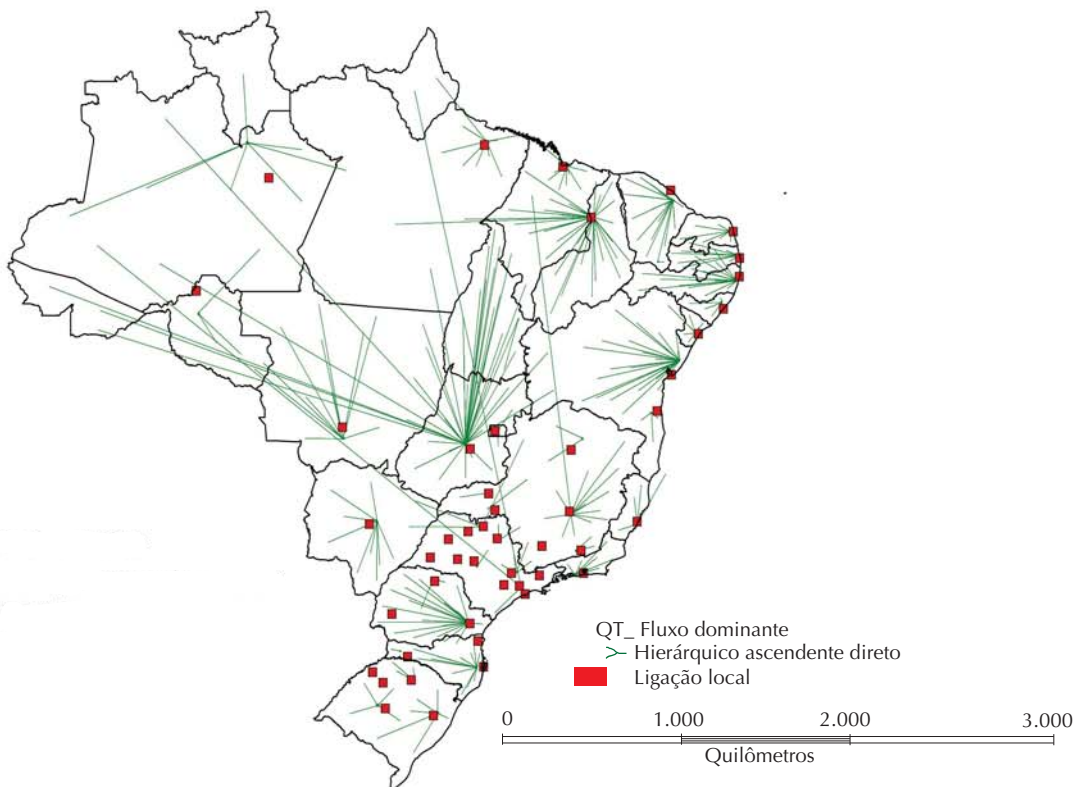 QT_ Fluxo dominante
Hierárquico ascendente direto
Ligação local
0 1.000 2.000 3.000
Quilômetros